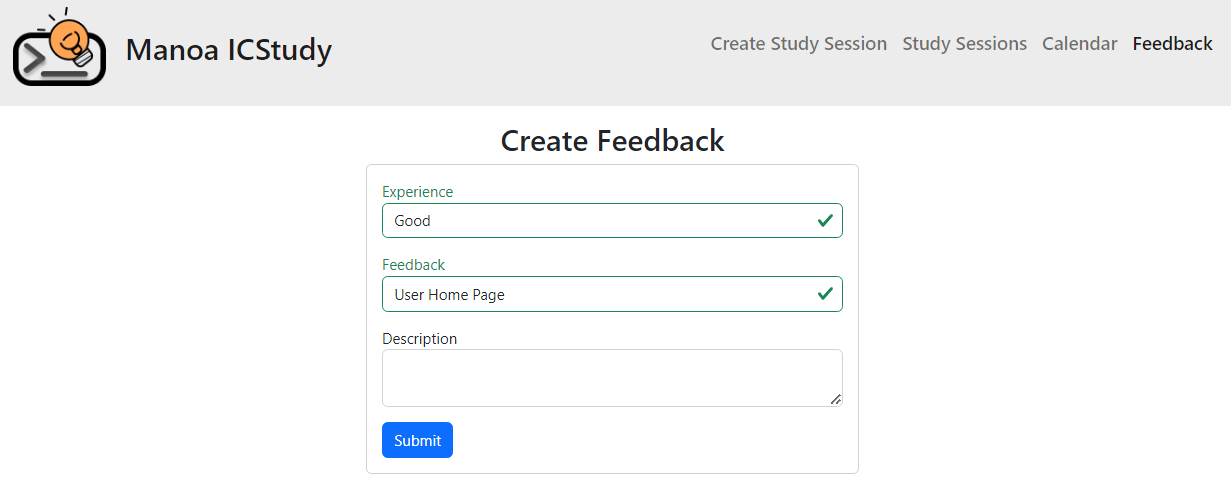 Manoa ICStudy
Create Study Session Study Sessions Calendar Feedback
Create Feedback
Experience
Good
Feedback
User Home Page
Description
Submit